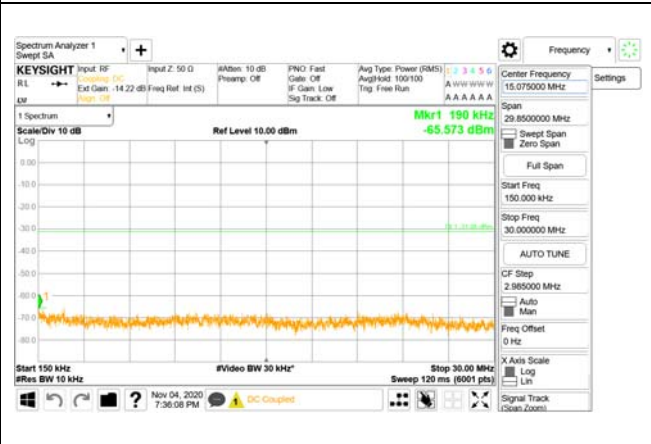 Spectrum Analyzer 1
Swept SA
Frequency
KEYSIGHT
RL
Input: RF
Coupling: DC
Ext Gain: -14.22 dB
Align: Off
Input Z: 50 Ω
Freq Ref: Int (S)
#Atten: 10 dB
Preamp: Off
PNO: Fast
Gate: Off
IF Gain: Low
Sig Track: Off
Avg Type: Power (RMS)
Avg|Hold: 100/100
Trig: Free Run
1 2 3 4 5 6
A W W W W W
A A A A A A
1 Spectrum
Scale/Div 10 dB
Log
Ref Level 10.00 dBm
Mkr1 190 kHz
-65.573 dBm
0.00
-10.0
-20.0
-30.0
-40.0
-50.0
-60.0
-70.0
-80.0
1
Start 150 kHz
#Res BW 10 kHz
#Video BW 30 kHz*
Stop 30.00 MHz
Sweep 120 ms (6001 pts)
Nov 04, 2020
7:36:08 PM
DC Coupled
Center Frequency
15.075000 MHz
Settings
Span
29.8500000 MHz
Swept Span
Zero Span
Full Span
Start Freq
150.000 kHz
Stop Freq
30.000000 MHz
AUTO TUNE
CF Step
2.985000 MHz
Auto
Man
Freq Offset
0 Hz
X Axis Scale
Log
Lin
Signal Track
(Span Zoom)